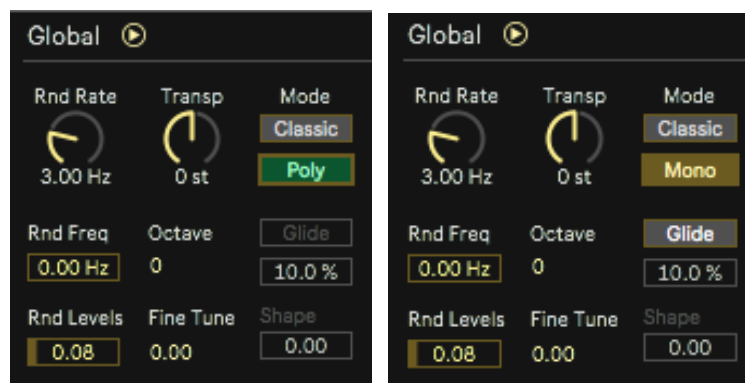 Global
Rnd Rate Transp Mode
Classic
3.00 Hz 0 st Poly
Rnd Freq Octave Glide
0.00 Hz 0 10.0 %
Rnd Levels Fine Tune Shape
0.08 0.00 0.00
Global
Rnd Rate Transp Mode
Classic
3.00 Hz 0 st Mono
Rnd Freq Octave Glide
0.00 Hz 0 10.0 %
Rnd Levels Fine Tune Shape
0.08 0.00 0.00